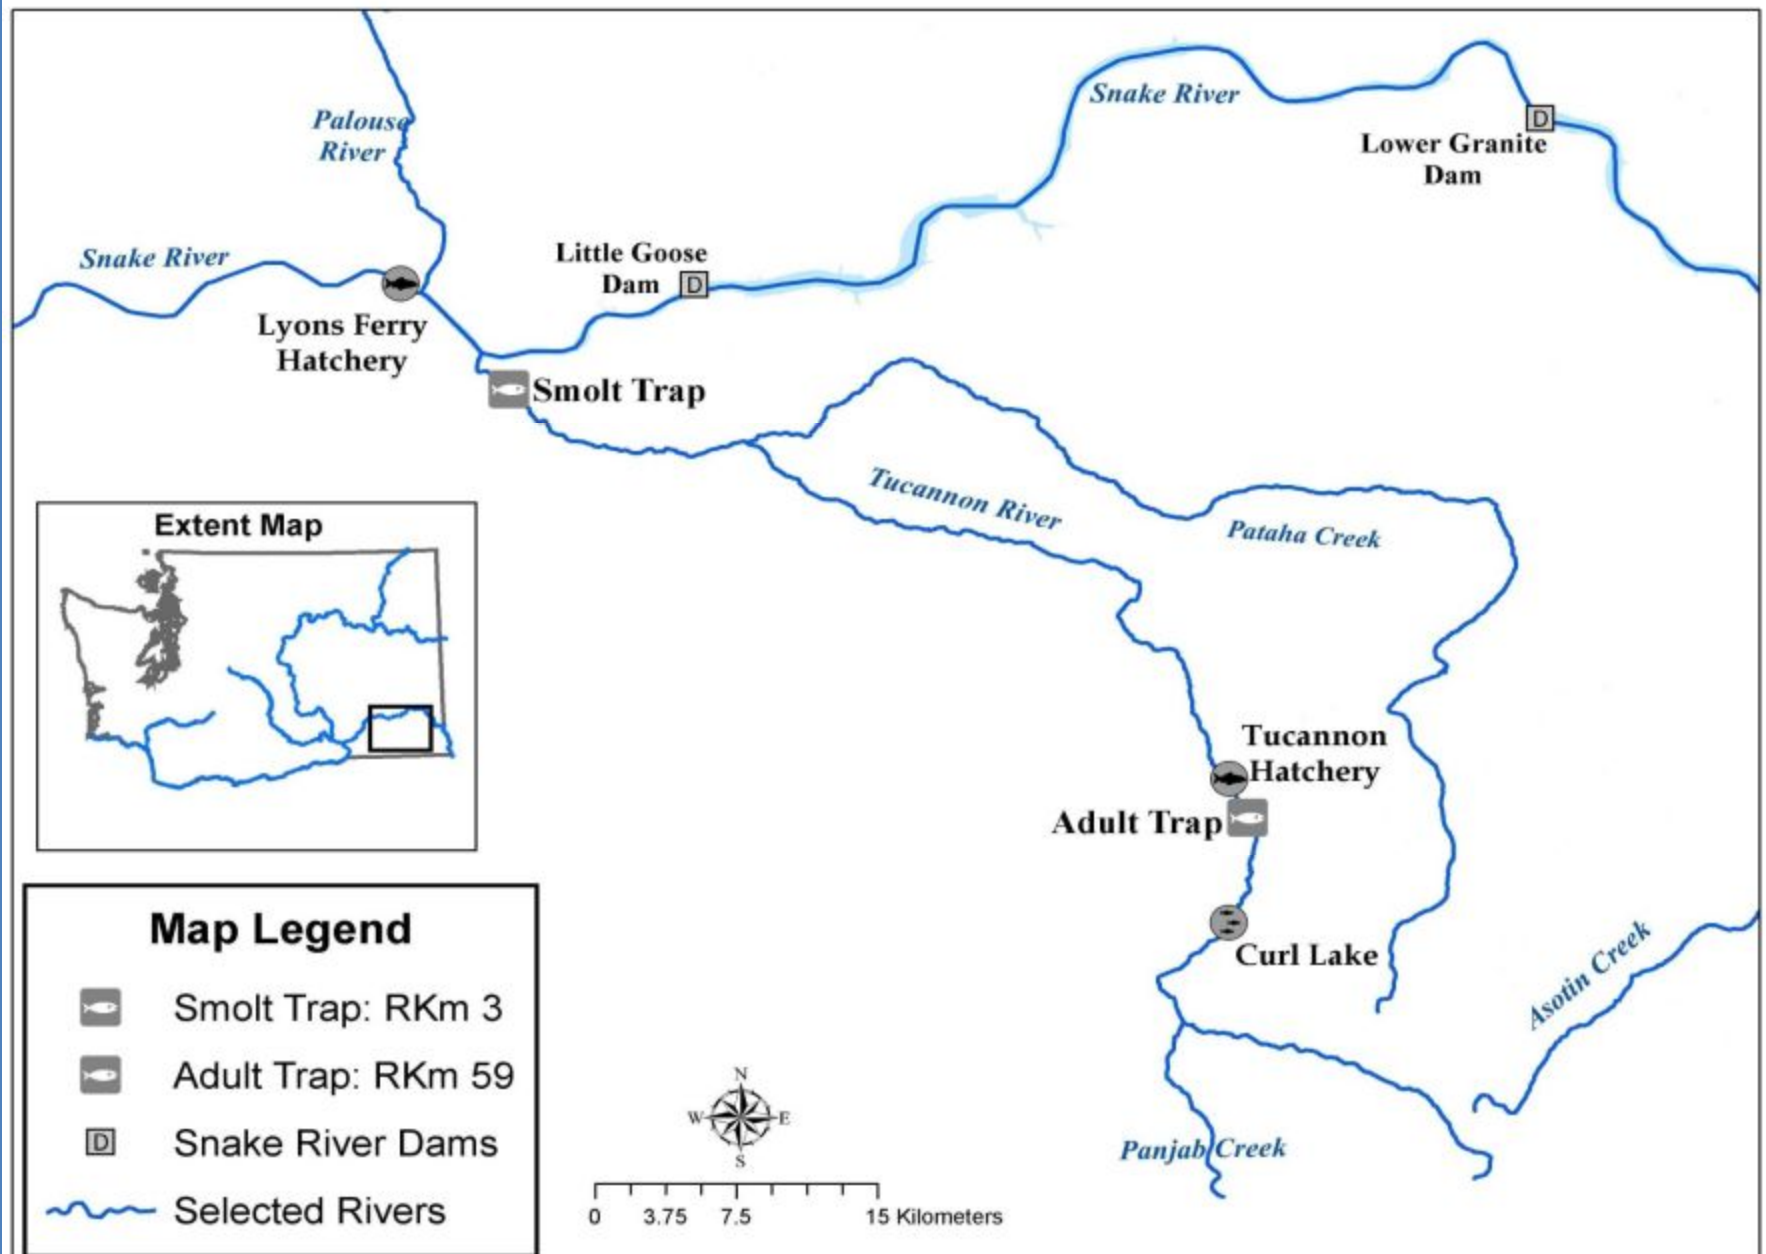 Palouse
River
Snake River
Snake River
Lower Granite
Dam
D
Little Goose
Dam
D
Lyons Ferry
Hatchery
Smolt Trap
Tucannon River
Pataha Creek
Extent Map
Tucannon
Hatchery
Adult Trap
Curl Lake
Asotin Creek
Panjab Creek
Map Legend
Smolt Trap: RKm 3
Adult Trap: RKm 59
D Snake River Dams
Selected Rivers
N
W E
S
0 3.75 7.5 15 Kilometers